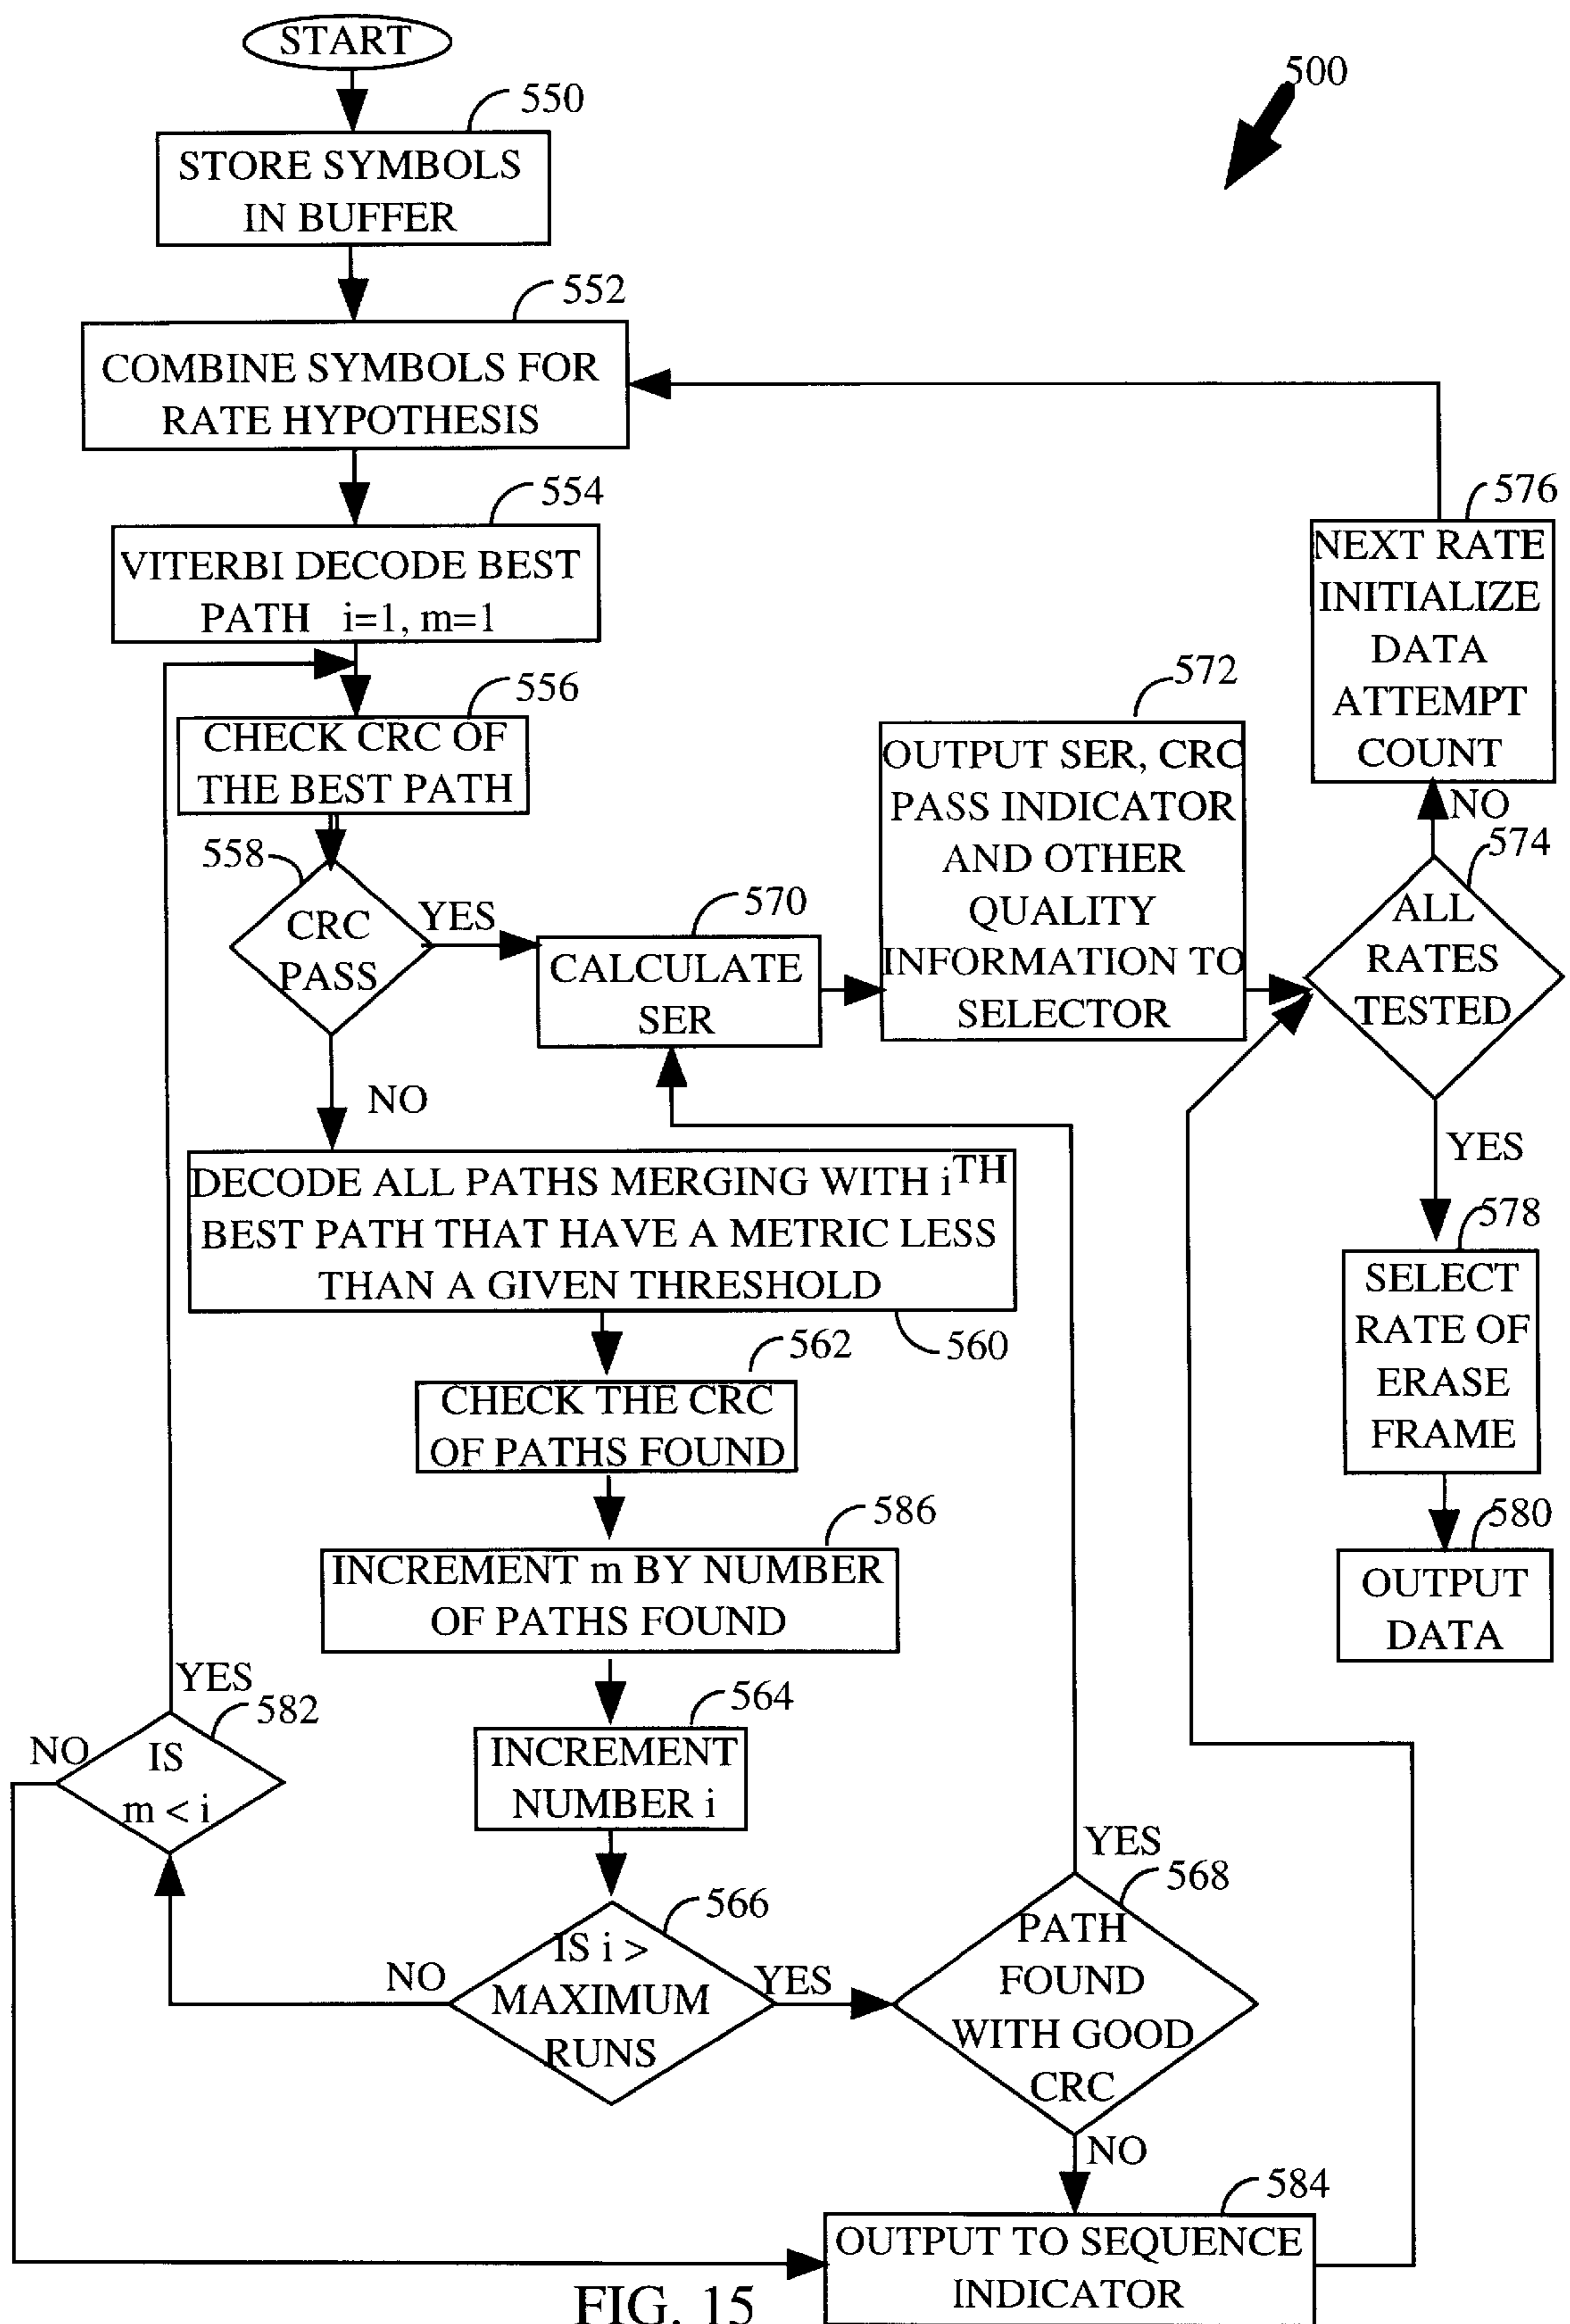 START
500
550
STORE SYMBOLS
IN BUFFER
552
COMBINE SYMBOLS FOR
RATE HYPOTHESIS
554
VITERBI DECODE BEST
PATH i=1, m=1
556
CHECK CRC OF
THE BEST PATH
558
CRC
PASS
YES
NO
570
CALCULATE
SER
572
OUTPUT SER, CRC
PASS INDICATOR
AND OTHER
QUALITY
INFORMATION TO
SELECTOR
576
NEXT RATE
INITIALIZE
DATA
ATTEMPT
COUNT
NO
574
ALL
RATES
TESTED
YES
578
SELECT
RATE OF
ERASE
FRAME
580
OUTPUT
DATA
DECODE ALL PATHS MERGING WITH iTH
BEST PATH THAT HAVE A METRIC LESS
THAN A GIVEN THRESHOLD
560
562
CHECK THE CRC
OF PATHS FOUND
586
INCREMENT m BY NUMBER
OF PATHS FOUND
564
INCREMENT
NUMBER i
566
IS i >
MAXIMUM
RUNS
NO
YES
YES
582
NO
IS
m < i
YES
568
PATH
FOUND
WITH GOOD
CRC
NO
584
OUTPUT TO SEQUENCE
INDICATOR
FIG. 15